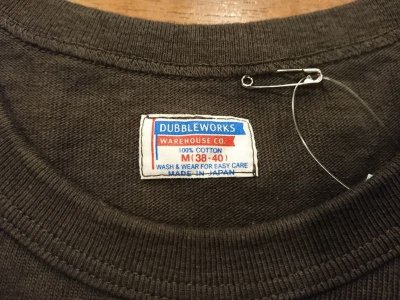 DUBBLEWORKS
WAREHOUSE CO.
100% COTTON
M(38-40)
WASH & WEAR FOR EASY CARE
MADE IN JAPAN